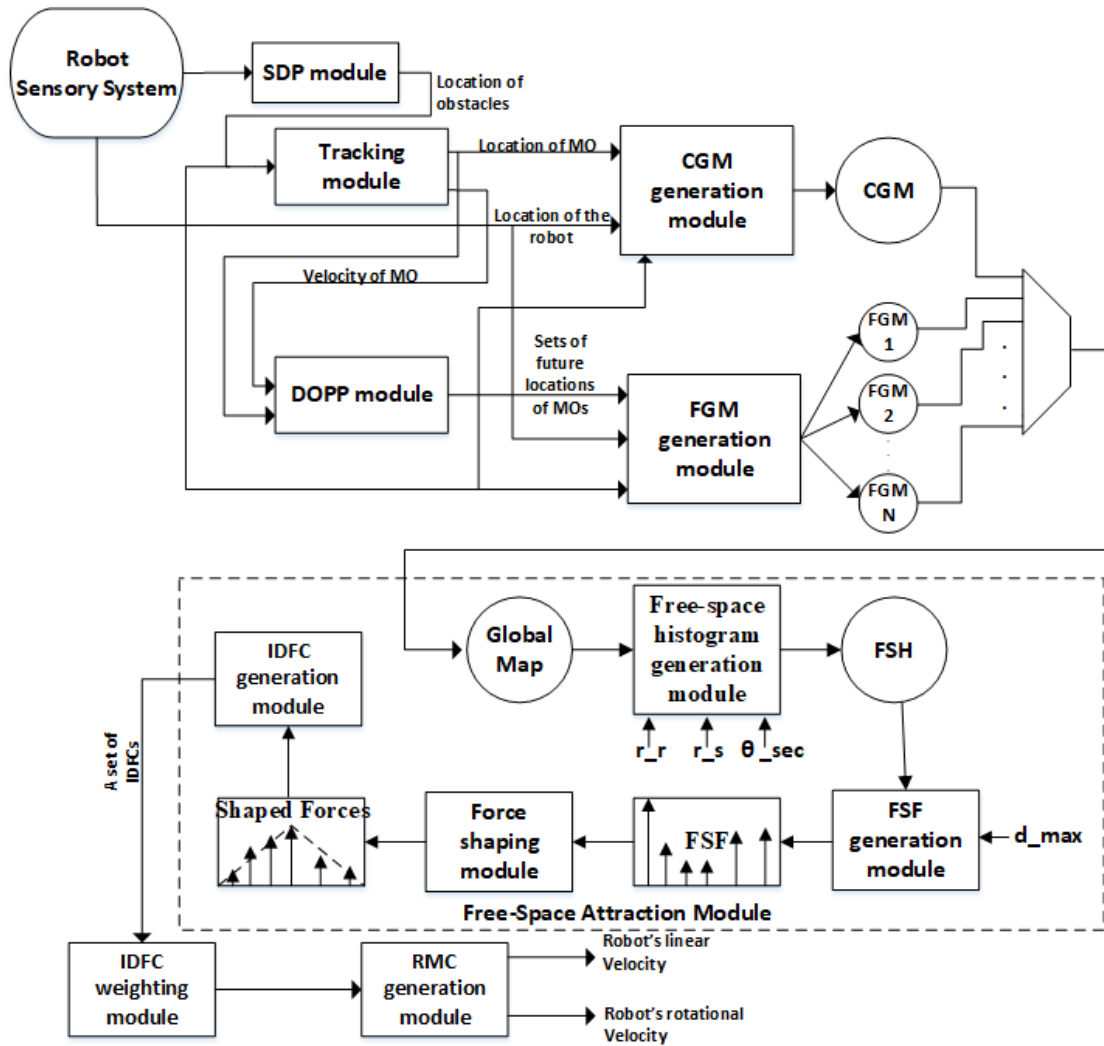 Robot
Sensory System
SDP module
Location of
obstacles
Tracking
module
Location of MO
CGM
generation
module
CGM
Location of the
robot
Velocity of MO
DOPP module
Sets of
future
locations
of MOs
FGM
generation
module
FGM
1
FGM
2
FGM
N
Global
Map
Free-space
histogram
generation
module
FSH
r_r
r_s
θ_sec
IDFC
generation
module
A set of
IDFCs
Shaped Forces
Force
shaping
module
FSF
FSF
generation
module
d_max
Free-Space Attraction Module
IDFC
weighting
module
RMC
generation
module
Robot's linear
Velocity
Robot's rotational
Velocity